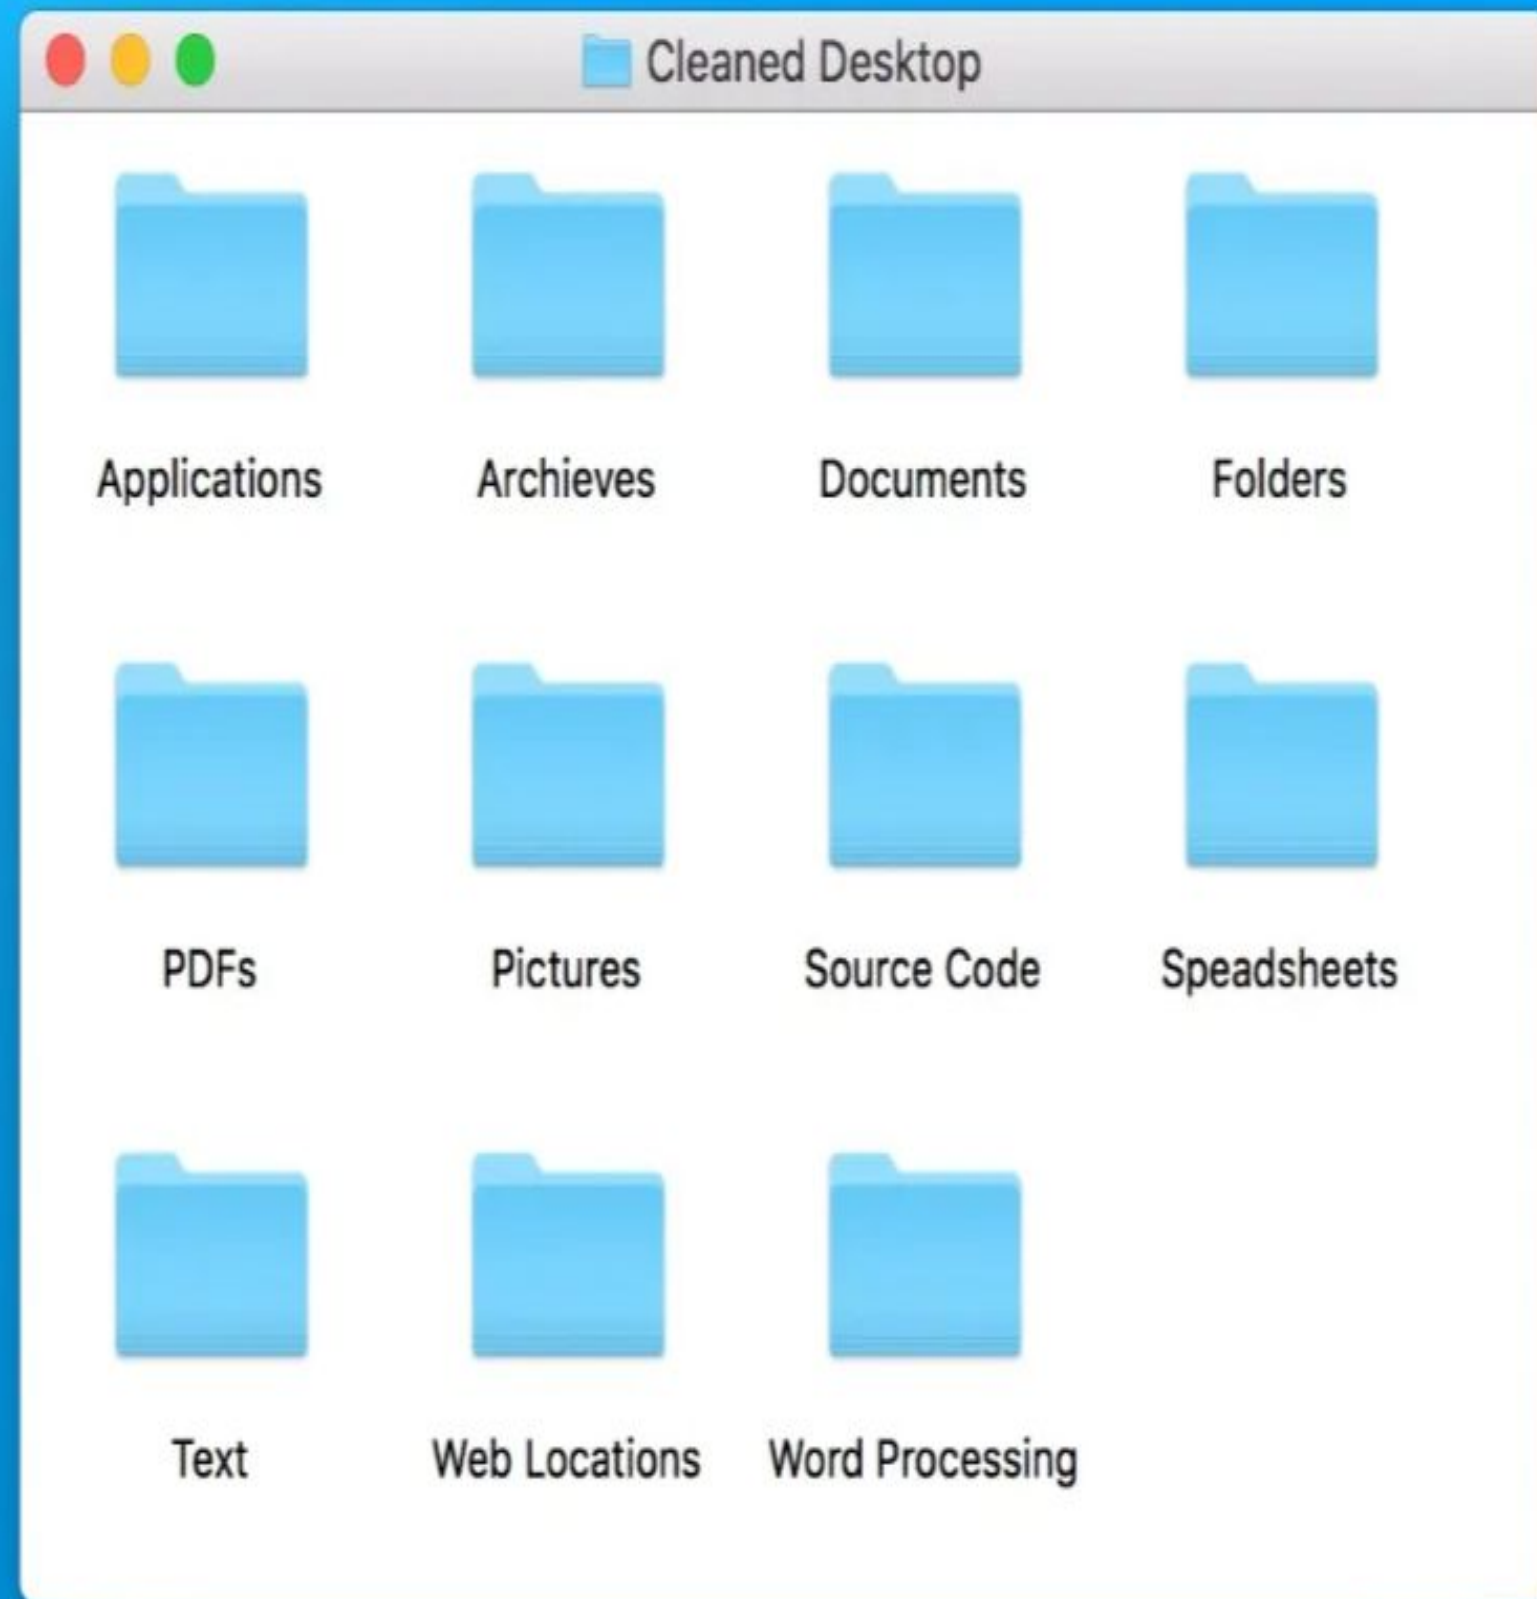 Cleaned Desktop
Applications Archieves Documents Folders
PDFs Pictures Source Code Speadsheets
Text Web Locations Word Processing